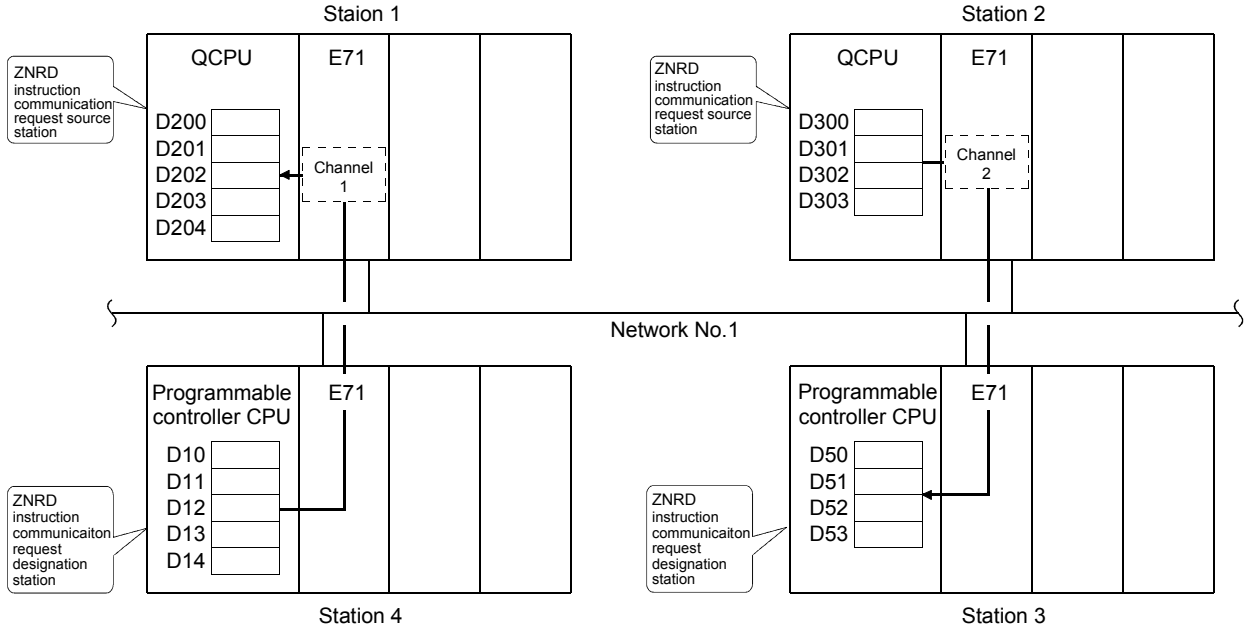 Staion 1
QCPU
E71
ZNRD
instruction
communication
request source
station
D200
D201
D202
D203
D204
Channel
1
Station 2
QCPU
E71
ZNRD
instruction
communication
request source
station
D300
D301
D302
D303
Channel
2
Network No.1
Programmable
controller CPU
E71
D10
D11
D12
D13
D14
ZNRD
instruction
communicaiton
request
designation
station
Station 4
Programmable
controller CPU
E71
D50
D51
D52
D53
ZNRD
instruction
communicaiton
request
designation
station
Station 3